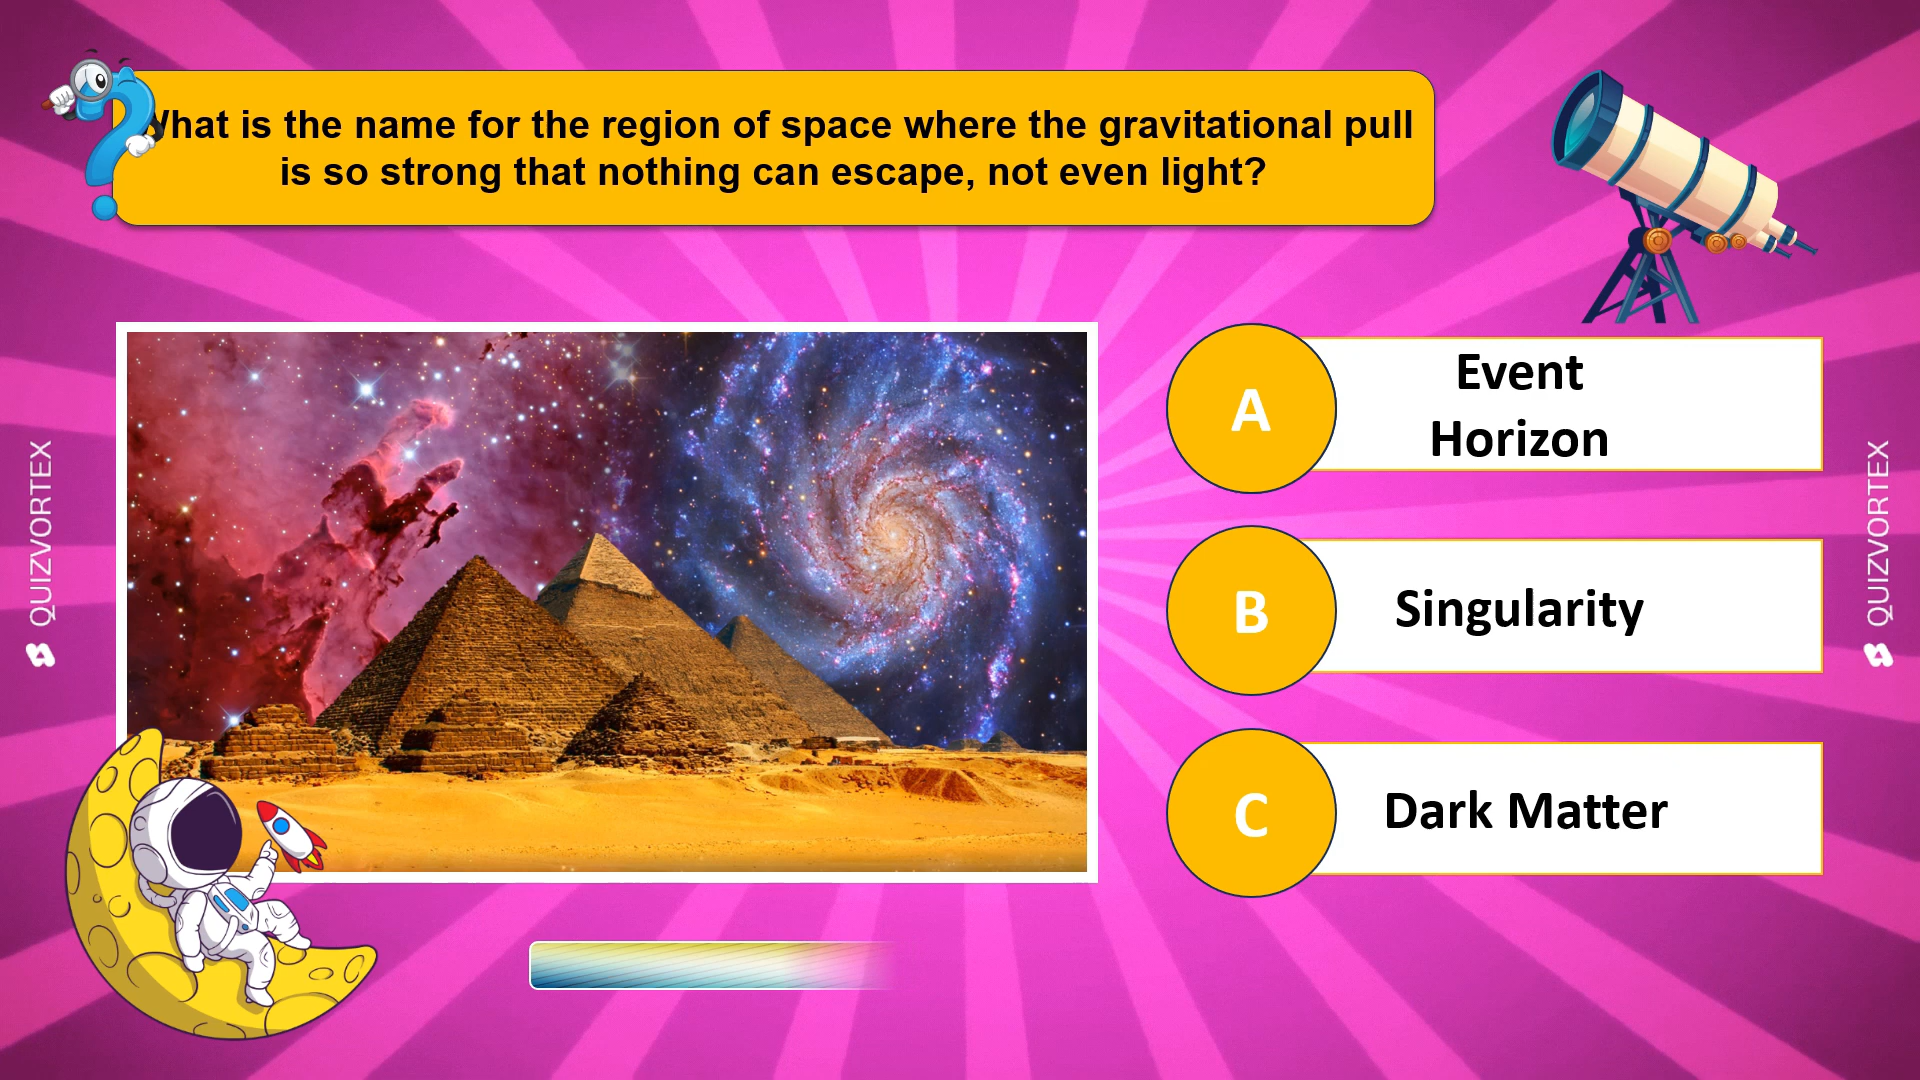 What is the name for the region of space where the gravitational pull
is so strong that nothing can escape, not even light?
A
Event
Horizon
B
Singularity
C
Dark Matter
QUIZVORTEX
QUIZVORTEX